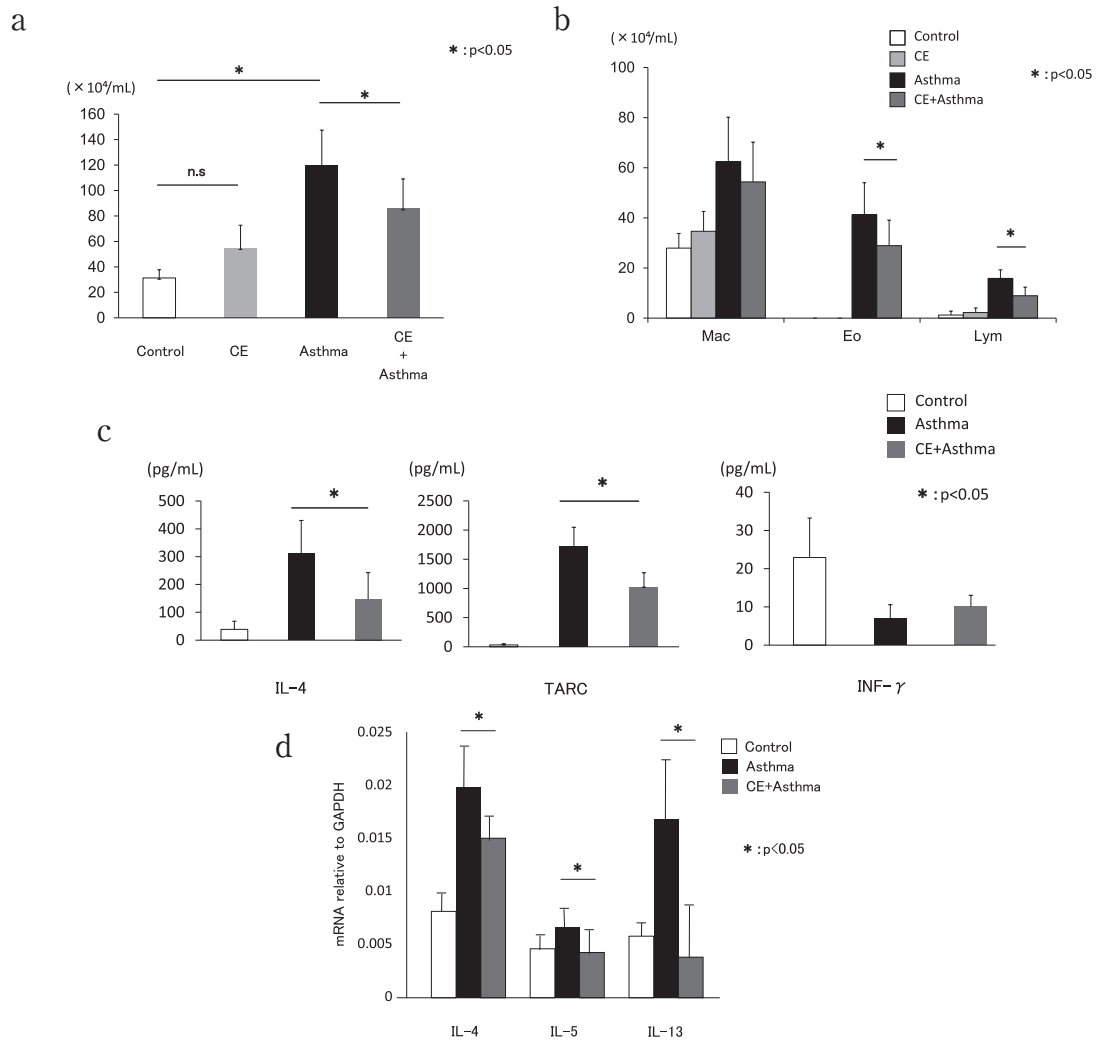 a
* : p<0.05
(×10⁴/mL)
*
*
n.s
160
140
120
100
80
60
40
20
0
Control
CE
Asthma
CE
+
Asthma
b
(×10⁴/mL)
Control
CE
Asthma
CE+Asthma
* : p<0.05
100
80
60
40
20
0
*
*
Mac
Eo
Lym
c
Control
Asthma
CE+Asthma
* : p<0.05
(pg/mL)
500
400
300
200
100
0
*
IL-4
(pg/mL)
2500
2000
1500
1000
500
0
*
TARC
(pg/mL)
40
30
20
10
0
INF-γ
d
mRNA relative to GAPDH
0.025
0.02
0.015
0.01
0.005
0
*
*
*
Control
Asthma
CE+Asthma
* : p<0.05
IL-4
IL-5
IL-13